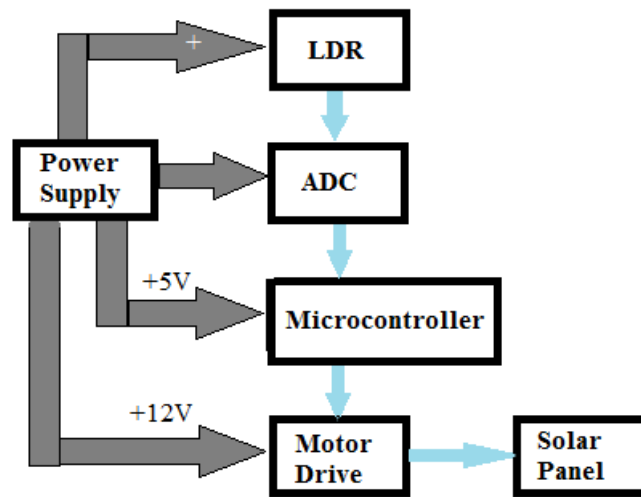 +
LDR
Power
Supply
ADC
+5V
Microcontroller
+12V
Motor
Drive
Solar
Panel